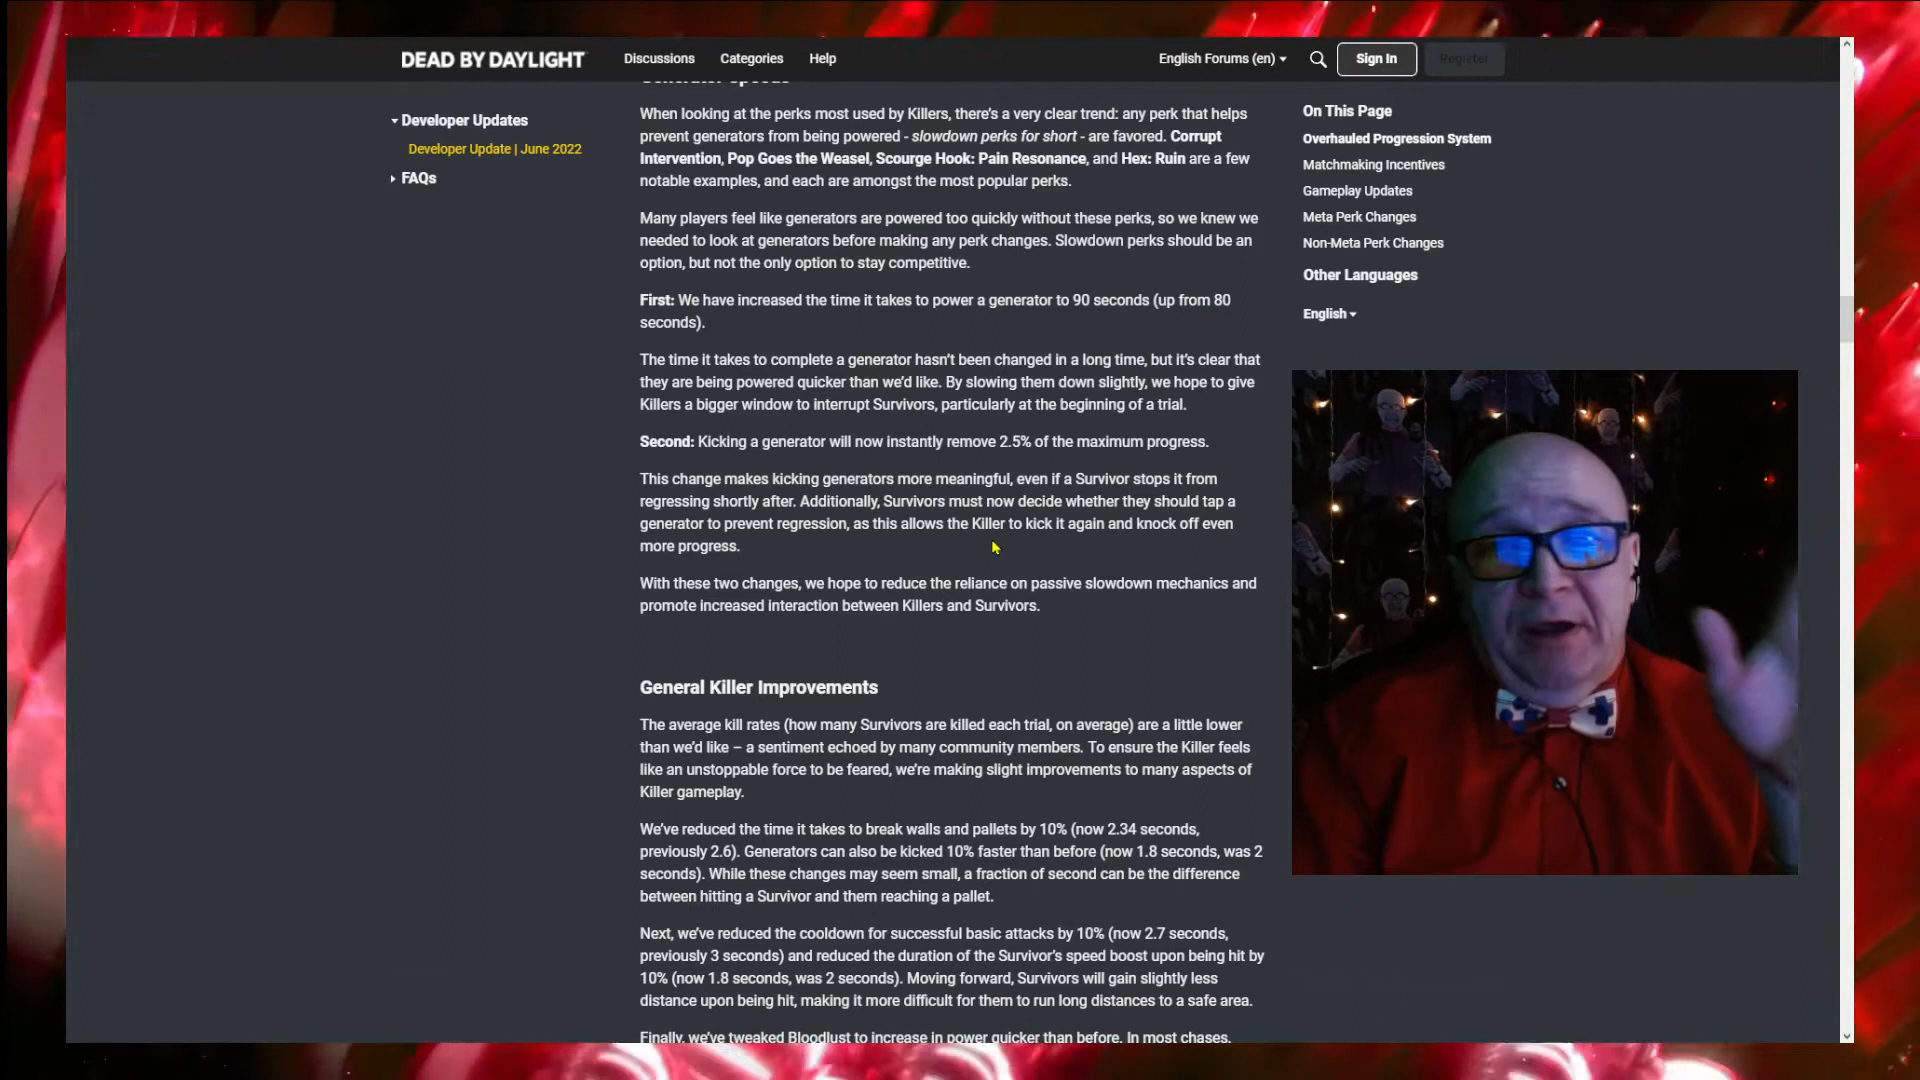 DEAD BY DAYLIGHT
Discussions
Categories
Help
English Forums (en)
Sign In
Register
Developer Updates
Developer Update | June 2022
FAQs
Generator Speeds
When looking at the perks most used by Killers, there's a very clear trend: any perk that helps
prevent generators from being powered - slowdown perks for short - are favored. Corrupt
Intervention, Pop Goes the Weasel, Scourge Hook: Pain Resonance, and Hex: Ruin are a few
notable examples, and each are amongst the most popular perks.
Many players feel like generators are powered too quickly without these perks, so we knew we
needed to look at generators before making any perk changes. Slowdown perks should be an
option, but not the only option to stay competitive.
First: We have increased the time it takes to power a generator to 90 seconds (up from 80
seconds).
The time it takes to complete a generator hasn't been changed in a long time, but it's clear that
they are being powered quicker than we'd like. By slowing them down slightly, we hope to give
Killers a bigger window to interrupt Survivors, particularly at the beginning of a trial.
Second: Kicking a generator will now instantly remove 2.5% of the maximum progress.
This change makes kicking generators more meaningful, even if a Survivor stops it from
regressing shortly after. Additionally, Survivors must now decide whether they should tap a
generator to prevent regression, as this allows the Killer to kick it again and knock off even
more progress.
With these two changes, we hope to reduce the reliance on passive slowdown mechanics and
promote increased interaction between Killers and Survivors.
General Killer Improvements
The average kill rates (how many Survivors are killed each trial, on average) are a little lower
than we'd like – a sentiment echoed by many community members. To ensure the Killer feels
like an unstoppable force to be feared, we're making slight improvements to many aspects of
Killer gameplay.
We've reduced the time it takes to break walls and pallets by 10% (now 2.34 seconds,
previously 2.6). Generators can also be kicked 10% faster than before (now 1.8 seconds, was 2
seconds). While these changes may seem small, a fraction of second can be the difference
between hitting a Survivor and them reaching a pallet.
Next, we've reduced the cooldown for successful basic attacks by 10% (now 2.7 seconds,
previously 3 seconds) and reduced the duration of the Survivor's speed boost upon being hit by
10% (now 1.8 seconds, was 2 seconds). Moving forward, Survivors will gain slightly less
distance upon being hit, making it more difficult for them to run long distances to a safe area.
Finally, we've tweaked Bloodlust to increase in power quicker than before. In most chases,
On This Page
Overhauled Progression System
Matchmaking Incentives
Gameplay Updates
Meta Perk Changes
Non-Meta Perk Changes
Other Languages
English